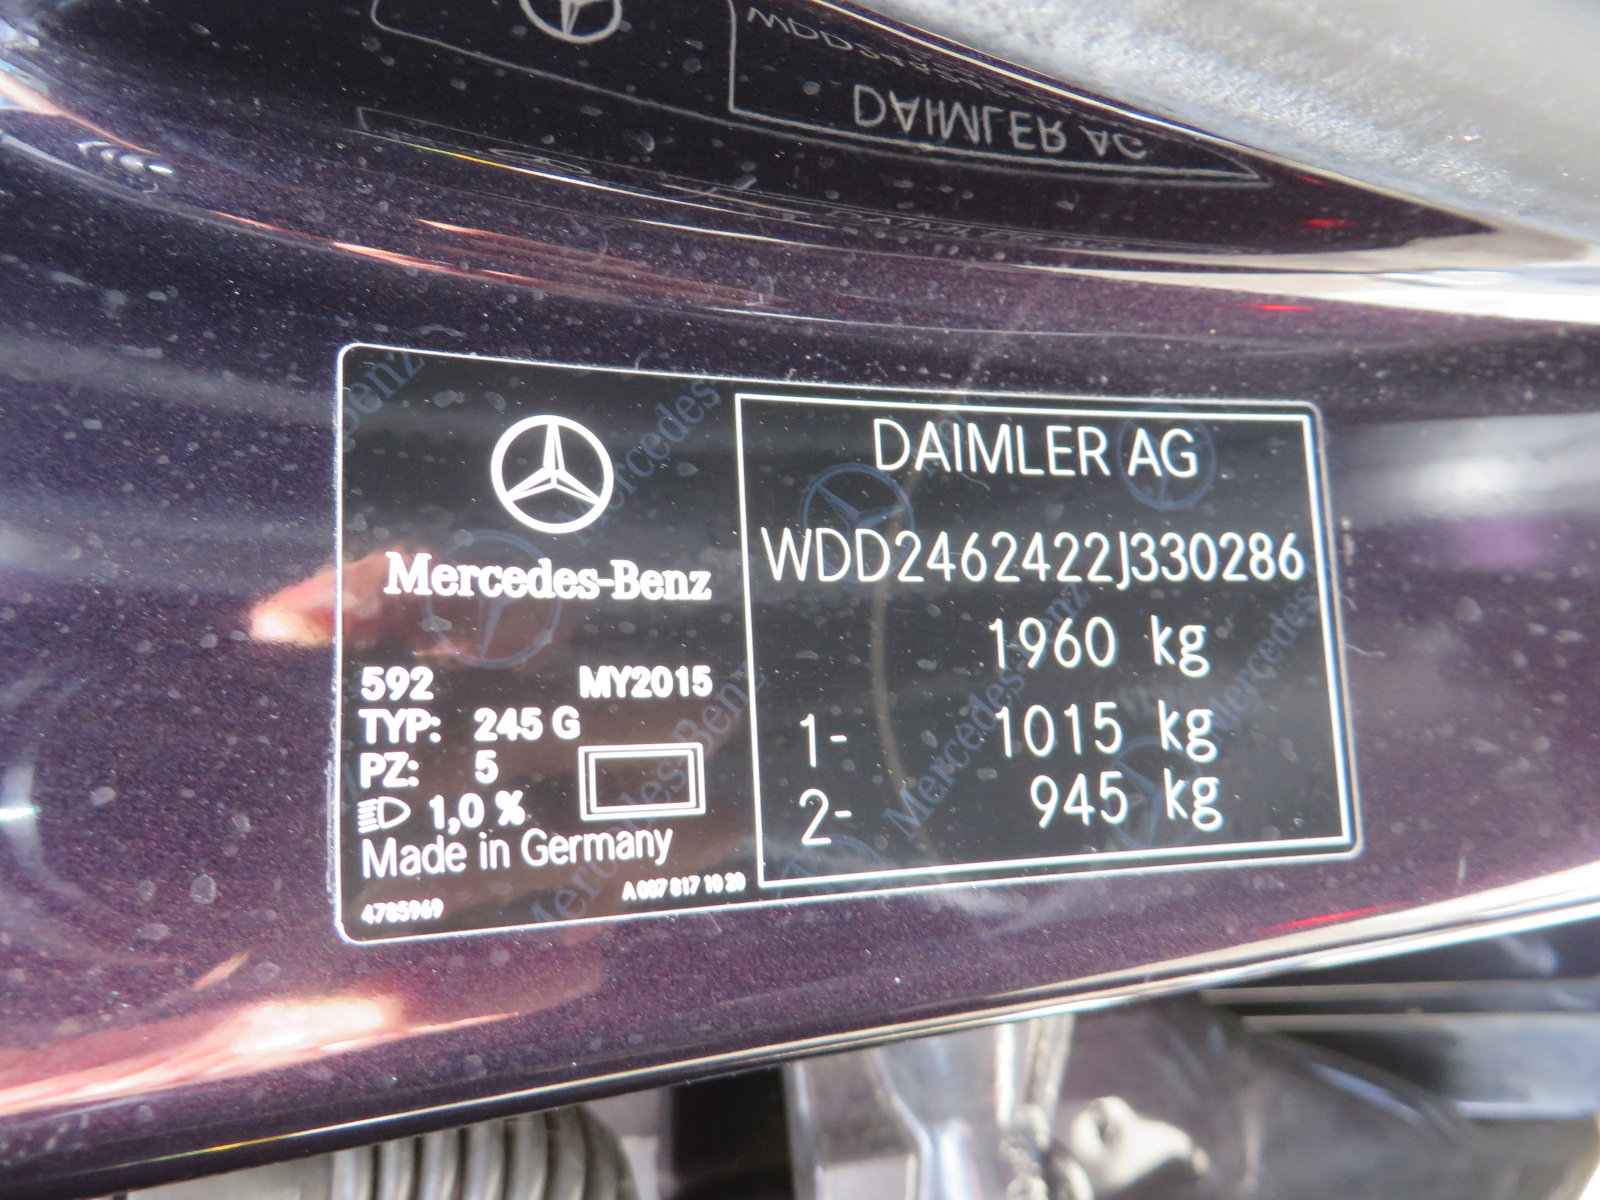 DAIMLER AG
Mercedes-Benz
DAIMLER AG
WDD2462422J330286
1960 kg
1- 1015 kg
2- 945 kg
592 MY2015
TYP: 245 G
PZ: 5
1,0 %
Made in Germany
4785969
A 007 817 10 20